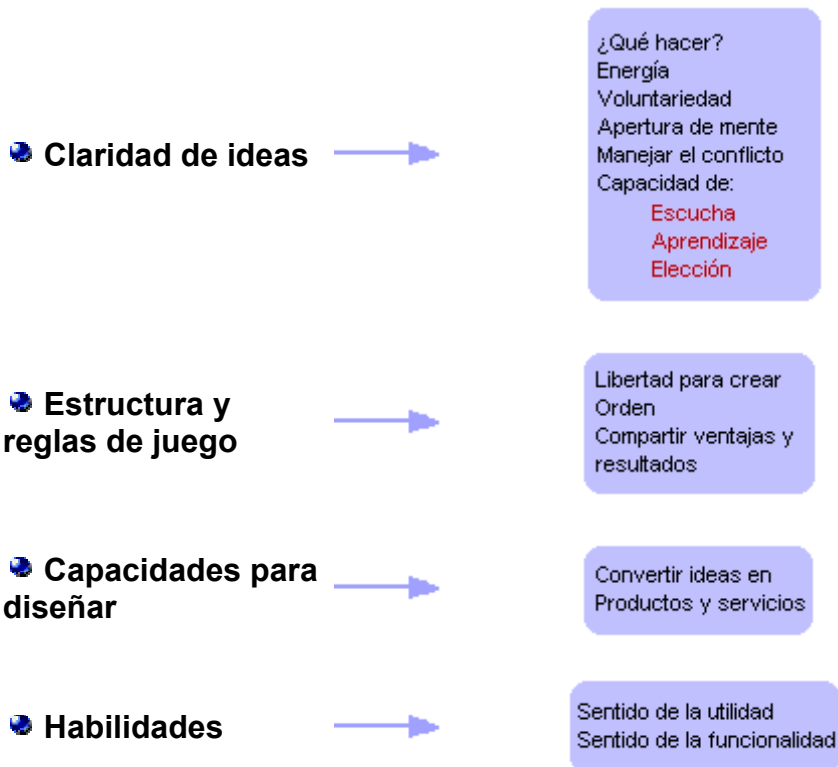 Claridad de ideas
¿Qué hacer?
Energía
Voluntariedad
Apertura de mente
Manejar el conflicto
Capacidad de:
Escucha
Aprendizaje
Elección
Estructura y
reglas de juego
Libertad para crear
Orden
Compartir ventajas y
resultados
Capacidades para
diseñar
Convertir ideas en
Productos y servicios
Habilidades
Sentido de la utilidad
Sentido de la funcionalidad